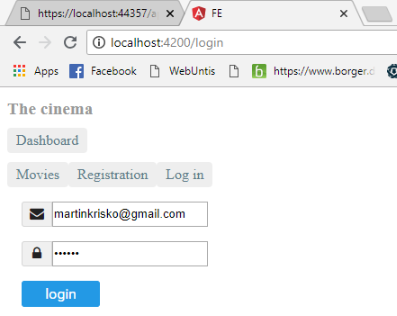 https://localhost:44357/a
FE
localhost:4200/login
Apps Facebook WebUntis https://www.borger.d
The cinema
Dashboard
Movies Registration Log in
martinkrisko@gmail.com
••••••
login